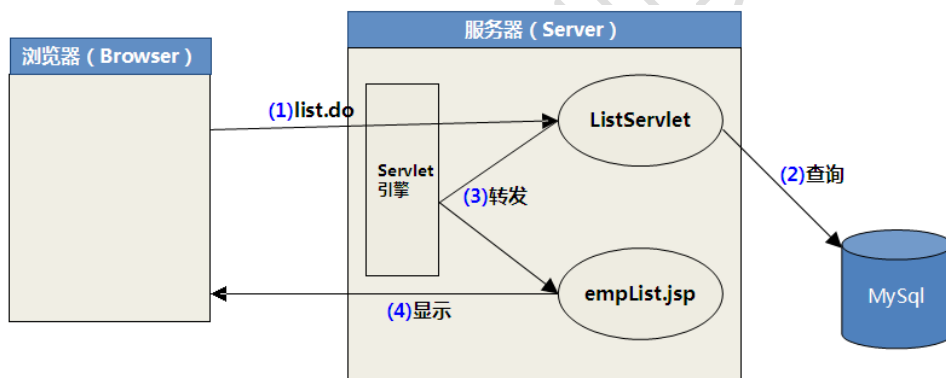 服务器（Server）
浏览器（Browser）
(1)list.do
ListServlet
Servlet
引擎
(2)查询
(3)转发
empList.jsp
MySql
(4)显示